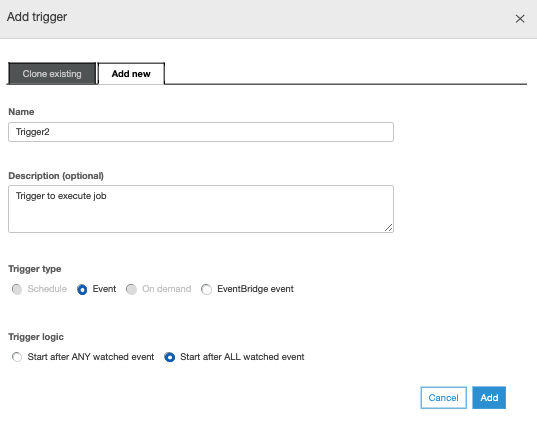 Add trigger
Clone existing
Add new
Name
Trigger2
Description (optional)
Trigger to execute job
Trigger type
Schedule Event On demand EventBridge event
Trigger logic
Start after ANY watched event Start after ALL watched event
Cancel Add